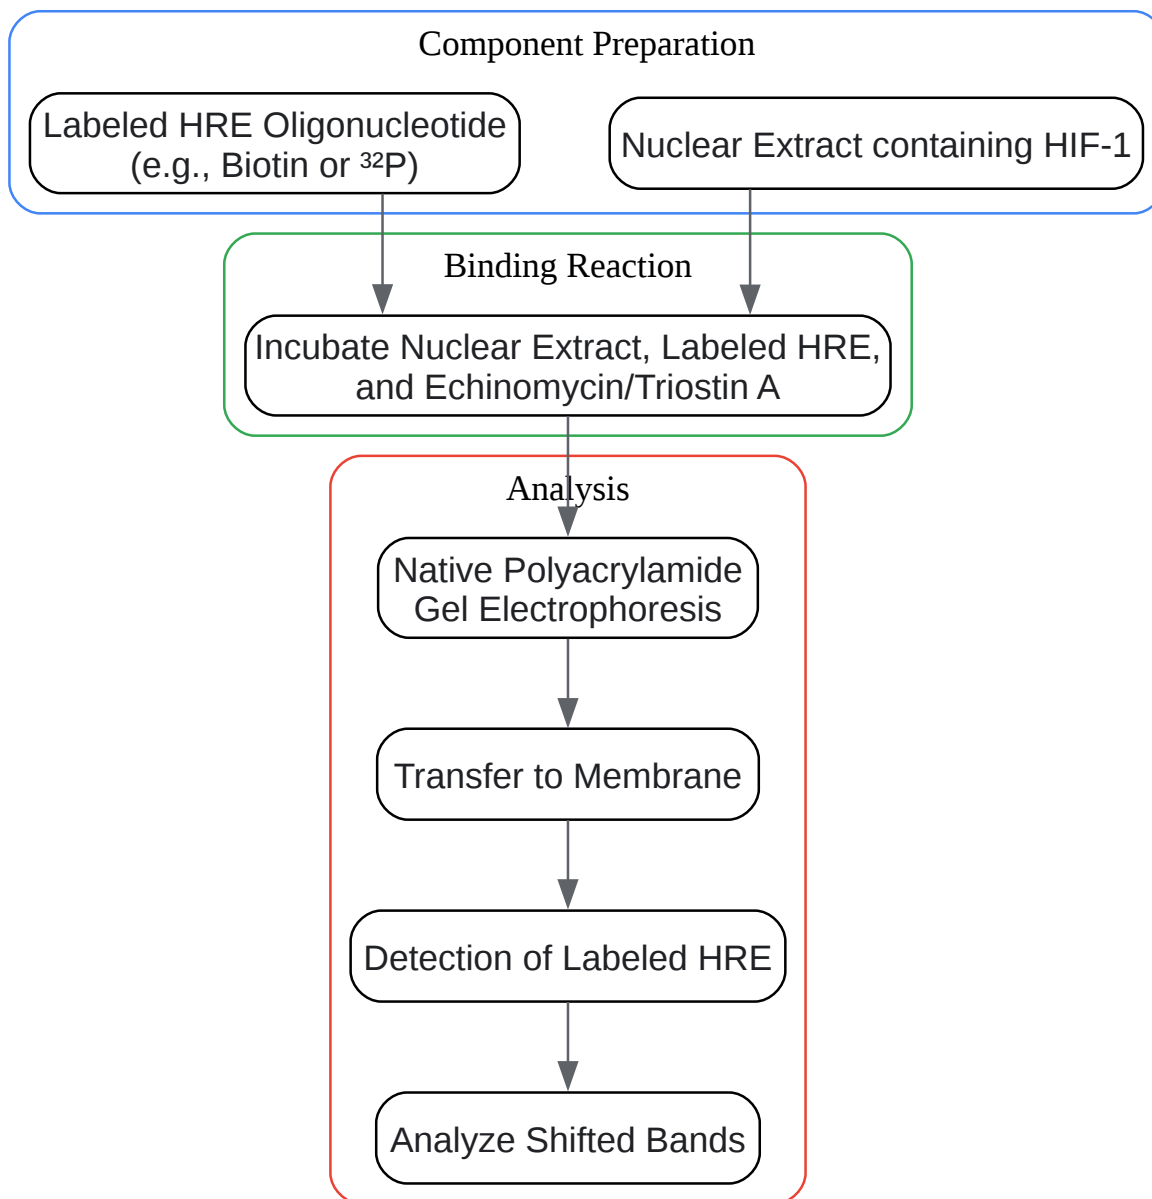 Component Preparation
Labeled HRE Oligonucleotide
(e.g., Biotin or ³²P)
Nuclear Extract containing HIF-1
Binding Reaction
Incubate Nuclear Extract, Labeled HRE,
and Echinomycin/Triostin A
Analysis
Native Polyacrylamide
Gel Electrophoresis
Transfer to Membrane
Detection of Labeled HRE
Analyze Shifted Bands